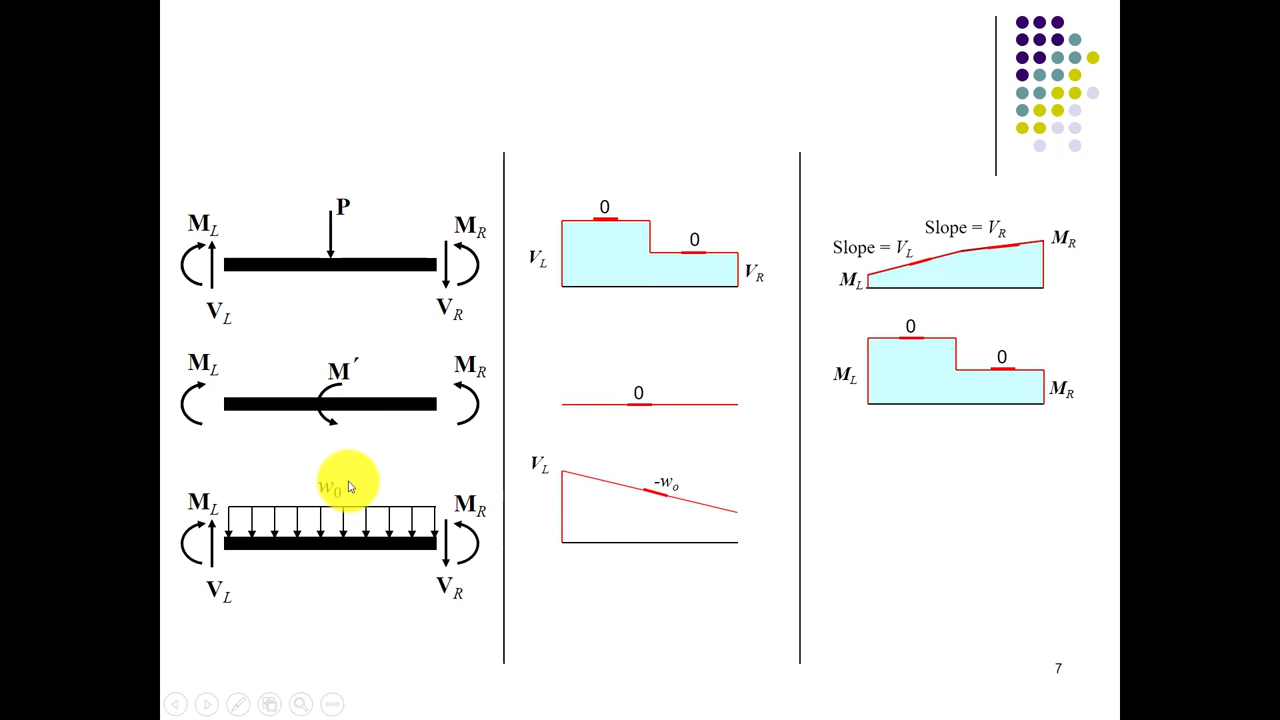 P
M_L
M_R
V_L
V_R
0
0
V_L
V_R
Slope = V_L
Slope = V_R
M_L
M_R
M_L
M´
M_R
0
0
0
M_L
M_R
w_0
M_L
M_R
V_L
V_R
V_L
-w_o
7